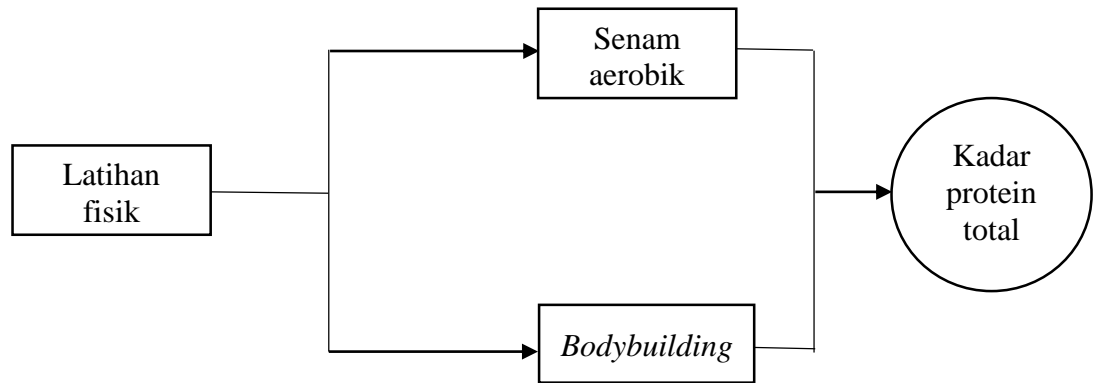 Latihan
fisik
Senam
aerobik
Bodybuilding
Kadar
protein
total